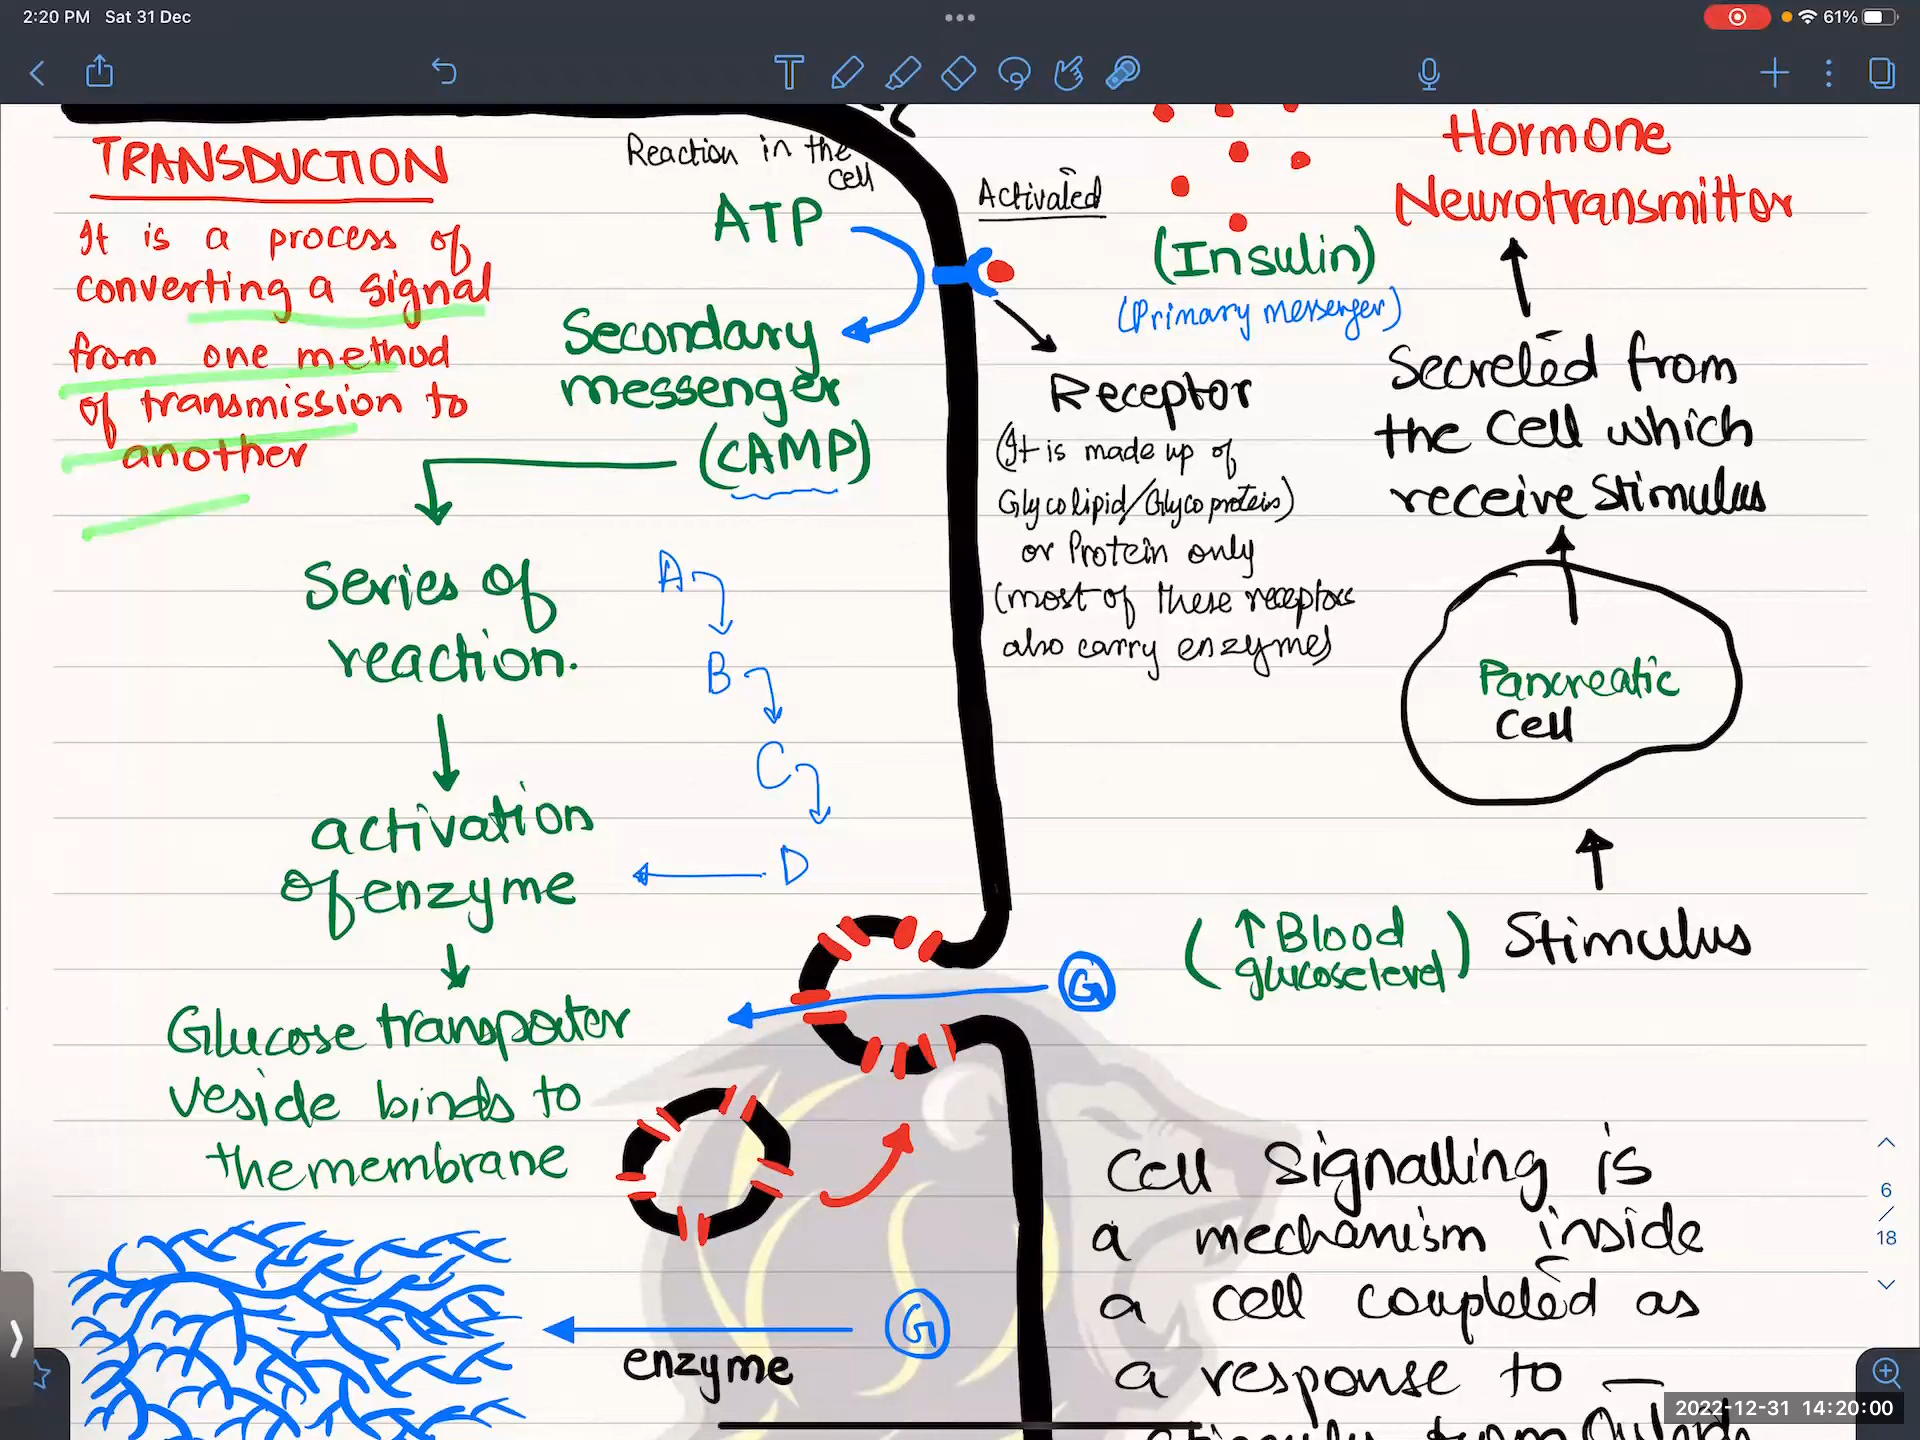 2:20 PM Sat 31 Dec
61%
TRANSDUCTION
It is a process of
converting a signal
from one method
of transmission to
another
Reaction in the
cell
ATP
Secondary
messenger
(cAMP)
Series of
reaction.
A
B
C
D
activation
of enzyme
Glucose transpoter
veside binds to
the membrane
G
enzyme
Activated
(Insulin)
(Primary messenger)
Receptor
(It is made up of
Glycolipid/Glycoprotein)
or Protein only
(most of these receptors
also carry enzymes
Hormone
Neurotransmittor
Secreted from
the Cell which
receive Stimulus
Pancreatic
Cell
(↑ Blood
glucose level)
Stimulus
G
Cell Signalling is
a mechanism inside
a cell coupleted as
a response to
6
/
18
2022-12-31 14:20:00